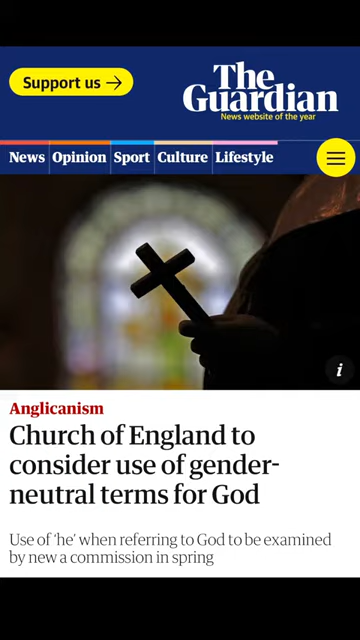 Support us →
The
Guardian
News website of the year
News Opinion Sport Culture Lifestyle
i
Anglicanism
Church of England to
consider use of gender-
neutral terms for God
Use of ‘he’ when referring to God to be examined
by new a commission in spring